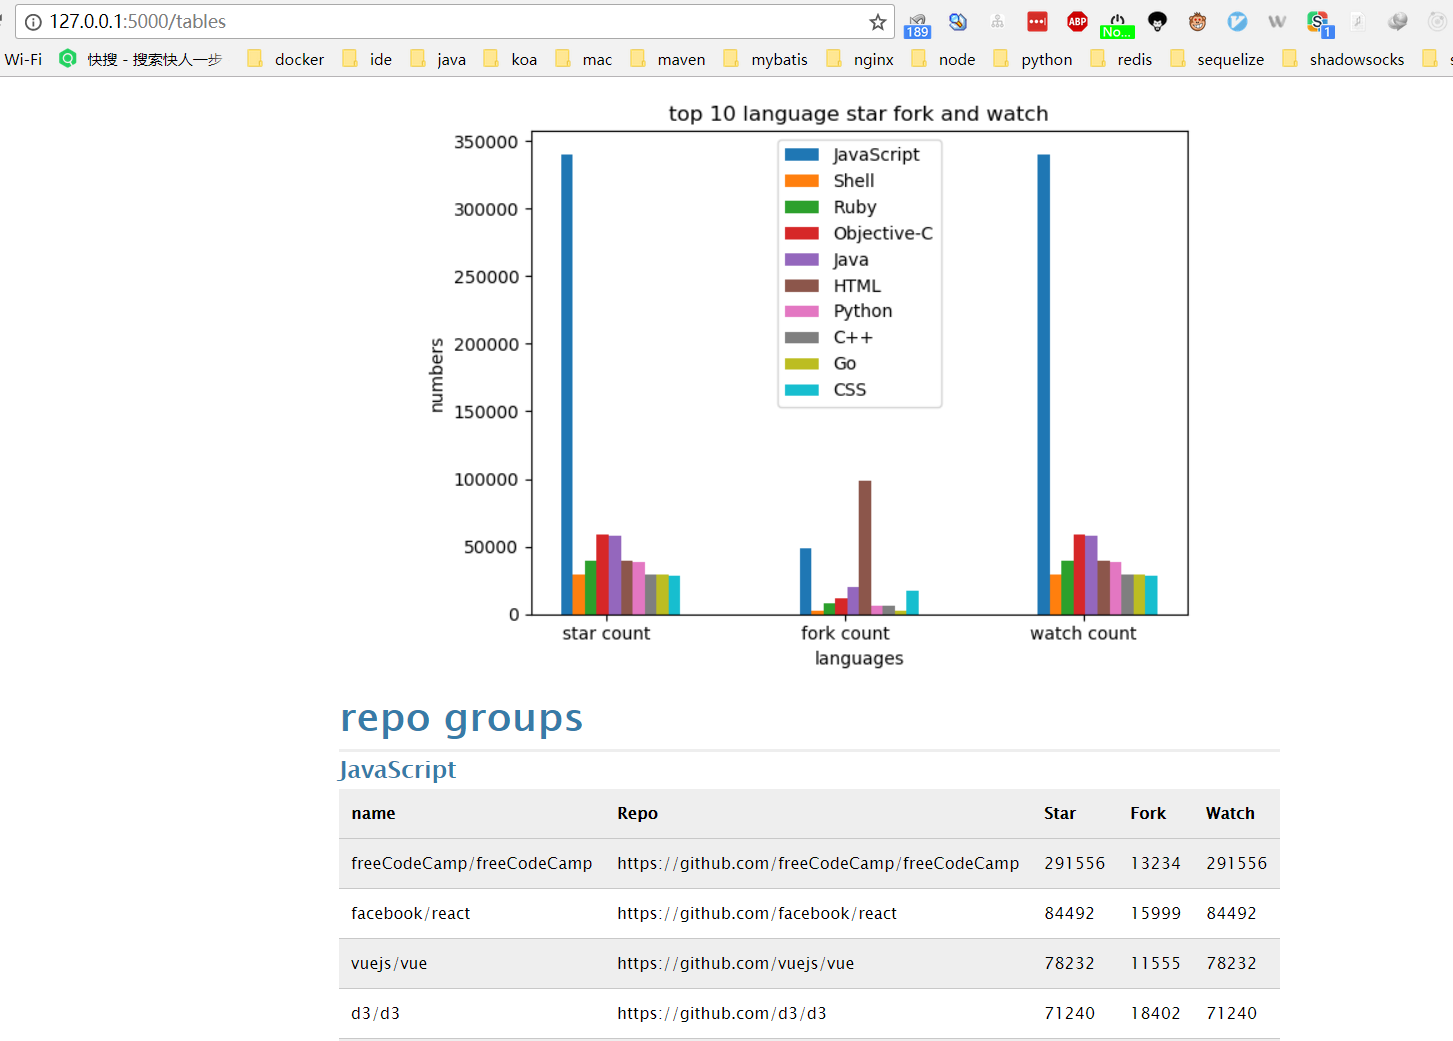 127.0.0.1:5000/tables
189
ABP
No...
1
Wi-Fi 快搜 - 搜索快人一步 docker ide java koa mac maven mybatis nginx node python redis sequelize shadowsocks
top 10 language star fork and watch
350000
300000
250000
200000
150000
100000
50000
0
numbers
JavaScript
Shell
Ruby
Objective-C
Java
HTML
Python
C++
Go
CSS
star count fork count watch count
languages
repo groups
JavaScript
name Repo Star Fork Watch
freeCodeCamp/freeCodeCamp https://github.com/freeCodeCamp/freeCodeCamp 291556 13234 291556
facebook/react https://github.com/facebook/react 84492 15999 84492
vuejs/vue https://github.com/vuejs/vue 78232 11555 78232
d3/d3 https://github.com/d3/d3 71240 18402 71240